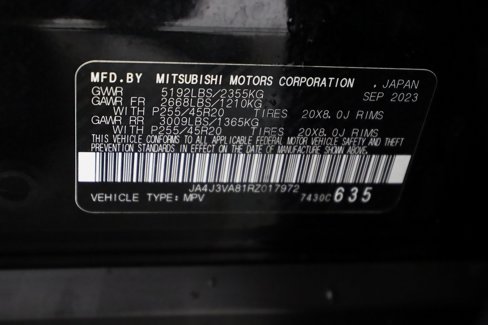 MFD.BY MITSUBISHI MOTORS CORPORATION , JAPAN
GVWR 5192LBS/2355KG SEP 2023
GAWR FR 2668LBS/1210KG
WITH P255/45R20 TIRES 20X8.0J RIMS
GAWR RR 3009LBS/1365KG
WITH P255/45R20 TIRES 20X8.0J RIMS
THIS VEHICLE CONFORMS TO ALL APPLICABLE FEDERAL MOTOR VEHICLE SAFETY AND THEFT
PREVENTION STANDARDS IN EFFECT ON THE DATE OF MANUFACTURE SHOWN ABOVE.
JA4J3VA81RZ017972
VEHICLE TYPE: MPV 7430C 635